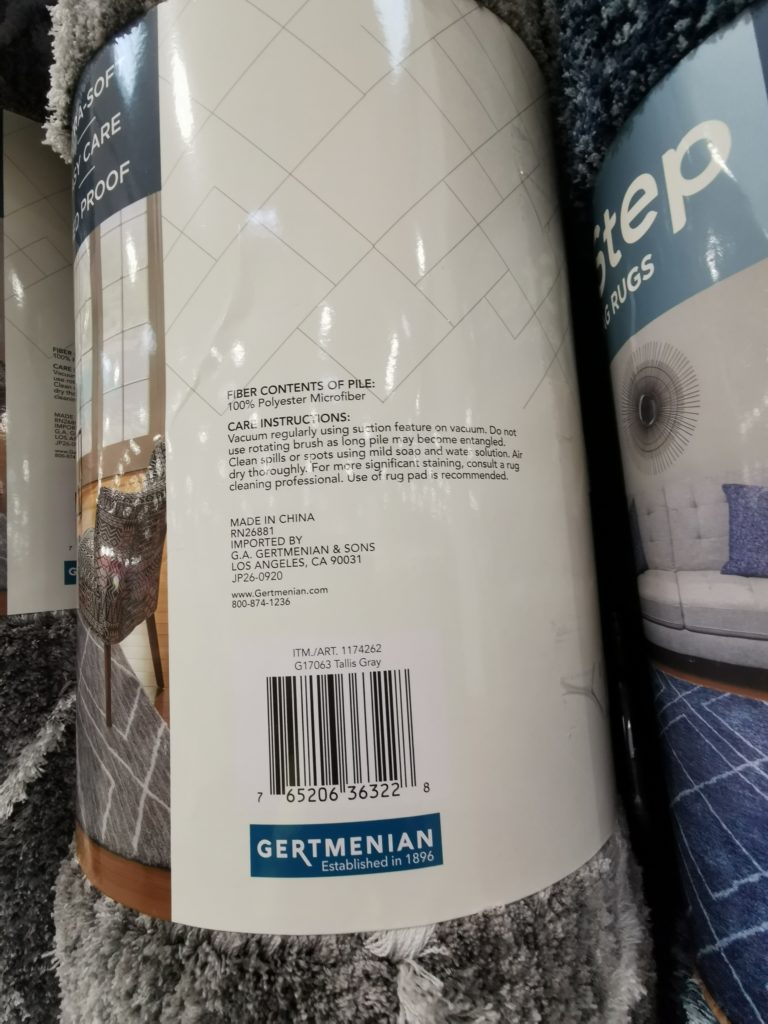 CARE
PROOF
Step
RUGS
FIBER CONTENTS OF PILE:
100% Polyester Microfiber
CARE INSTRUCTIONS:
Vacuum regularly using suction feature on vacuum. Do not
use rotating brush as long pile may become entangled.
Clean spills or spots using mild soap and water solution. Air
dry thoroughly. For more significant staining, consult a rug
cleaning professional. Use of rug pad is recommended.
MADE IN CHINA
RN26881
IMPORTED BY
G.A. GERTMENIAN & SONS
LOS ANGELES, CA 90031
JP26-0920
www.Gertmenian.com
800-874-1236
ITM./ART. 1174262
G17063 Tallis Gray
7 65206 36322 8
GERTMENIAN
Established in 1896